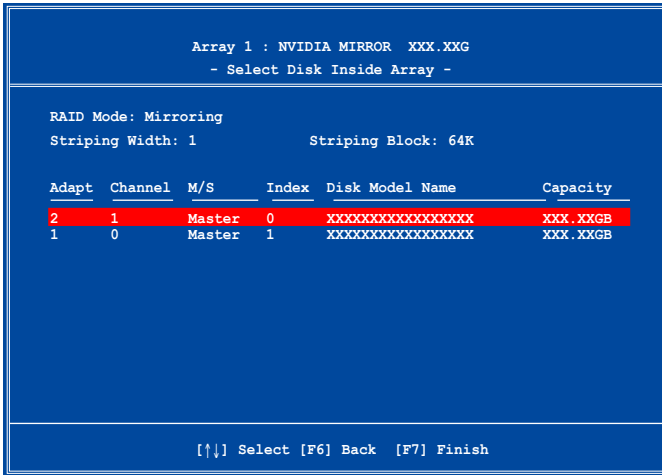 Array 1 : NVIDIA MIRROR XXX.XXG
- Select Disk Inside Array -
RAID Mode: Mirroring
Striping Width: 1 Striping Block: 64K
Adapt Channel M/S Index Disk Model Name Capacity
2 1 Master 0 XXXXXXXXXXXXXXXXX XXX.XXGB
1 0 Master 1 XXXXXXXXXXXXXXXXX XXX.XXGB
[↑↓] Select [F6] Back [F7] Finish